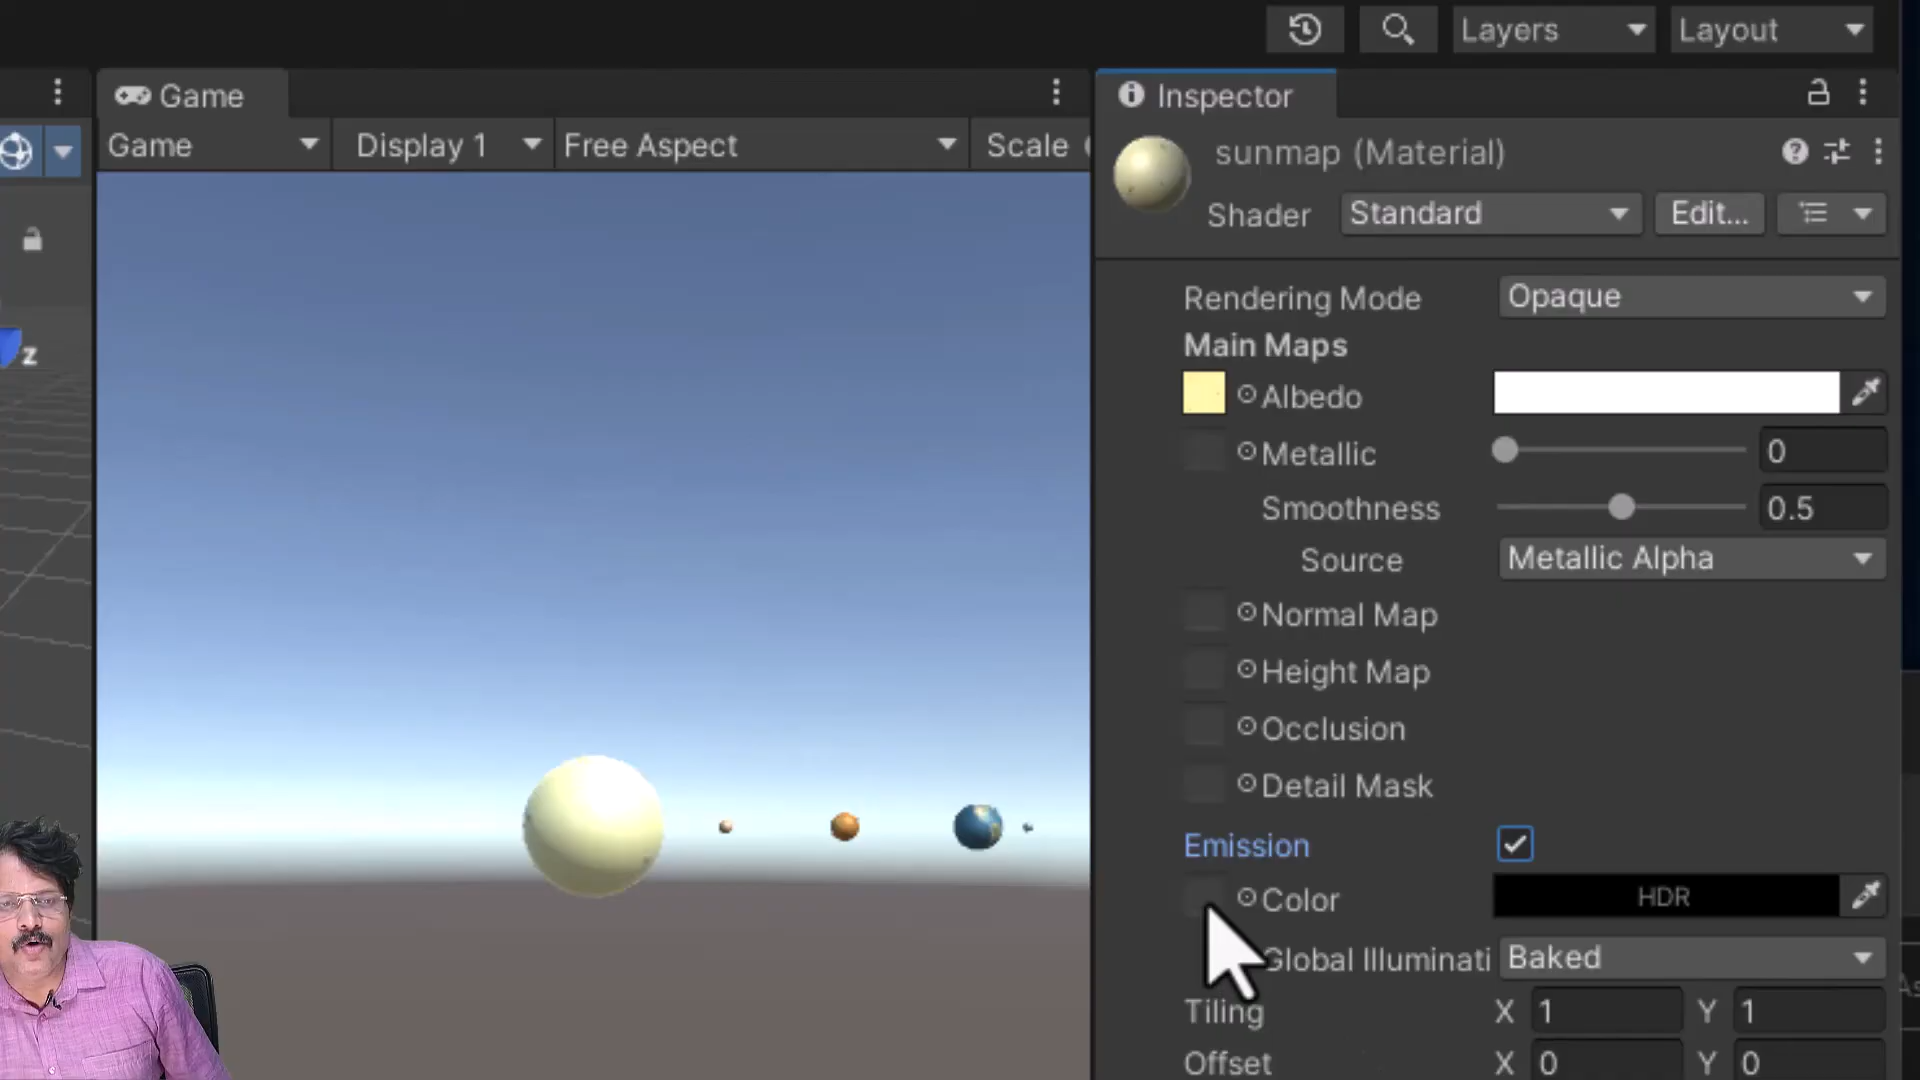 Layers
Layout
Game
Inspector
Game
Display 1
Free Aspect
Scale
sunmap (Material)
Shader
Standard
Edit...
z
Rendering Mode
Opaque
Main Maps
Albedo
Metallic
0
Smoothness
0.5
Source
Metallic Alpha
Normal Map
Height Map
Occlusion
Detail Mask
Emission
Color
HDR
Global Illuminati
Baked
Tiling
X 1
Y 1
Offset
X 0
Y 0